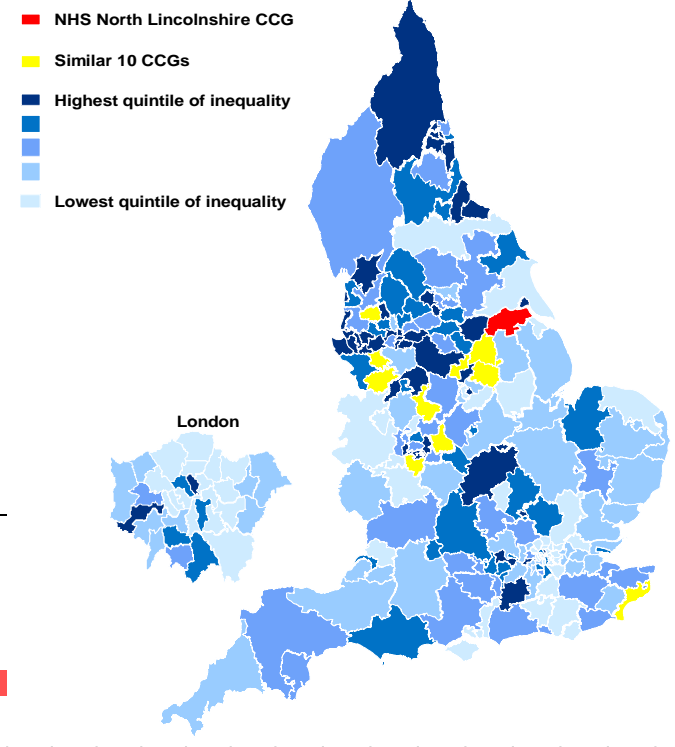 NHS North Lincolnshire CCG
Similar 10 CCGs
Highest quintile of inequality
Lowest quintile of inequality
London